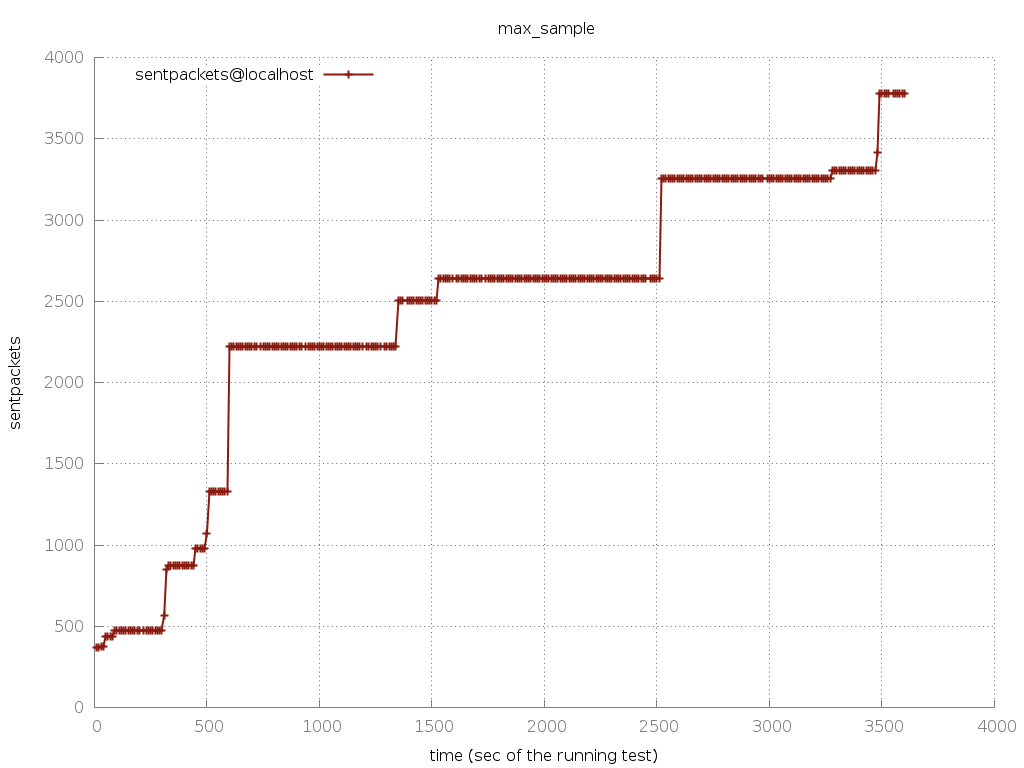 max_sample
sentpackets@localhost
4000
3500
3000
2500
2000
1500
1000
500
0
sentpackets
0 500 1000 1500 2000 2500 3000 3500 4000
time (sec of the running test)